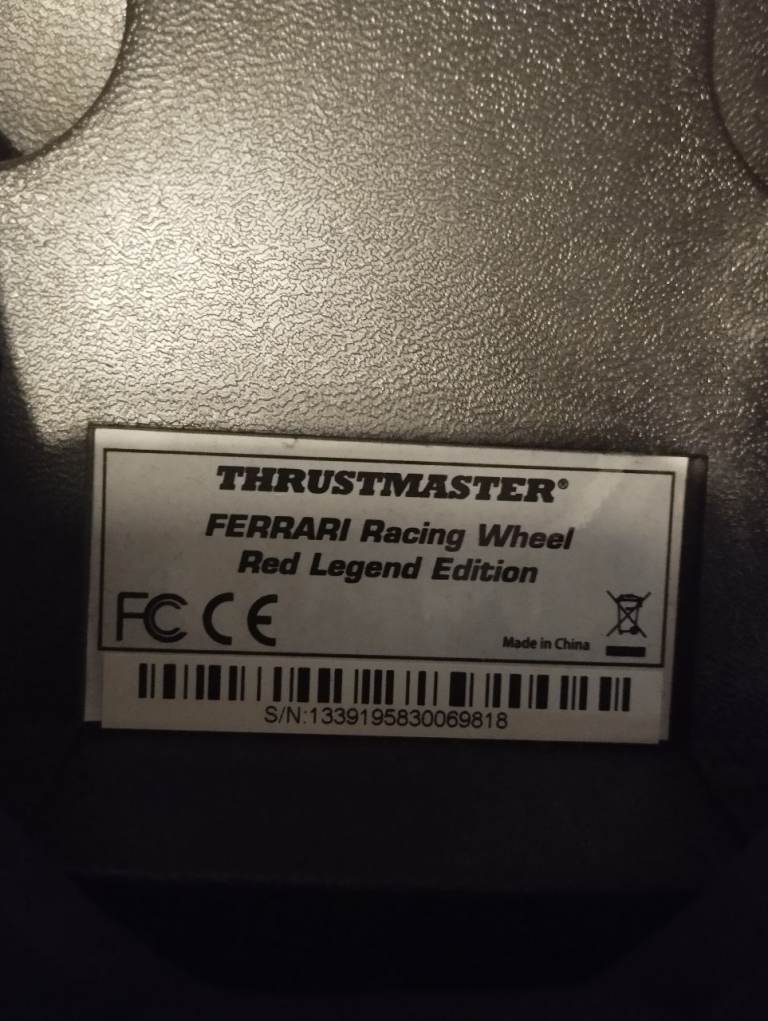 THRUSTMASTER®
FERRARI Racing Wheel
Red Legend Edition
FC CE
Made in China
S/N:1339195830069818